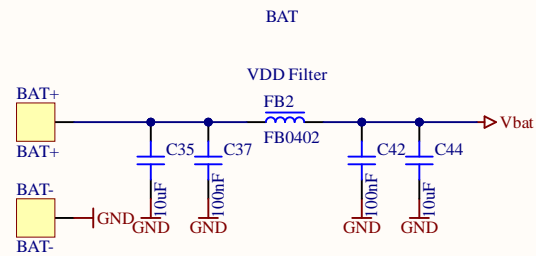 BAT
VDD Filter
BAT+
FB2
Vbat
BAT+
FB0402
C35
C37
C42
C44
10uF
100nF
100nF
10uF
BAT-
GND
GND
GND
GND
GND
BAT-